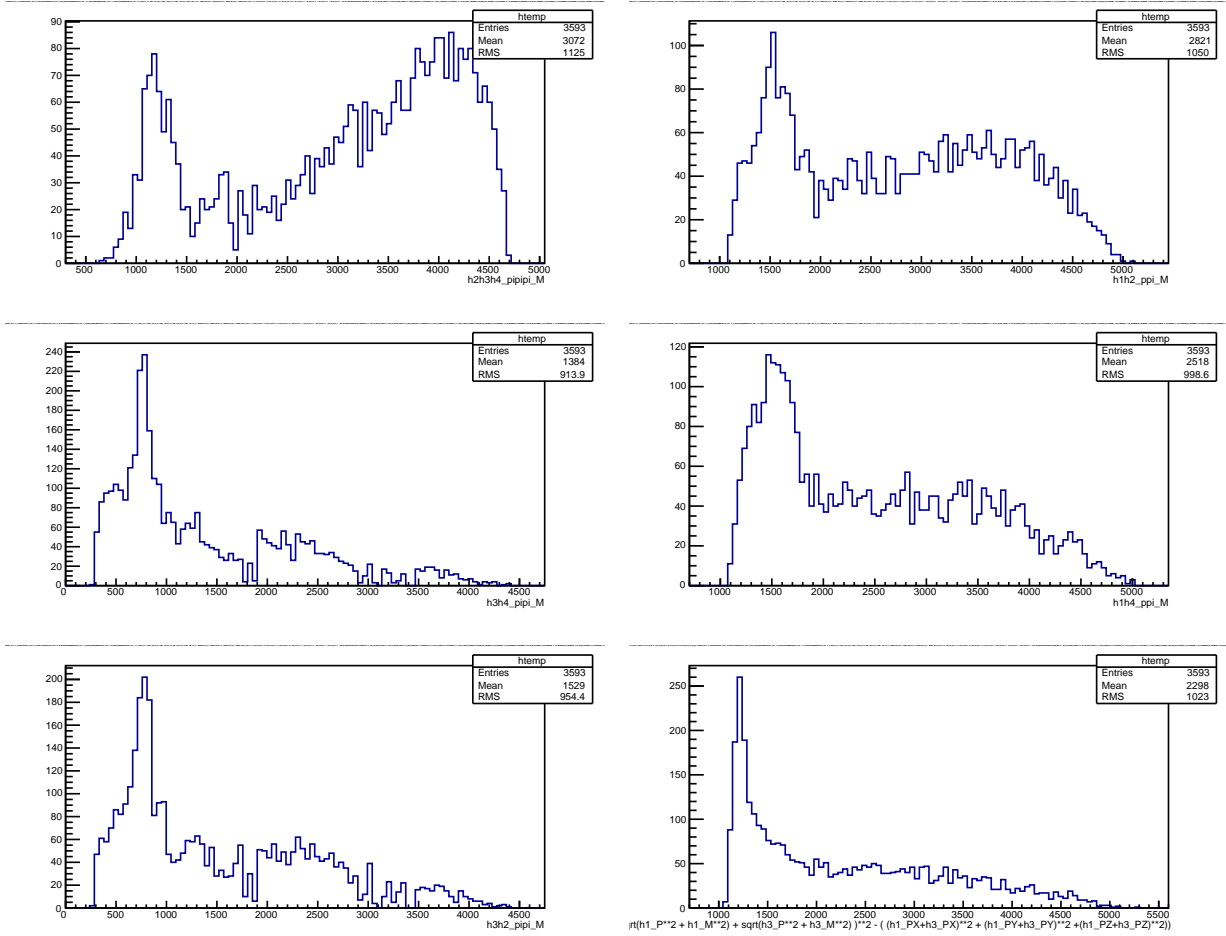 htemp
Entries 3593
Mean 3072
RMS 1125
90
80
70
60
50
40
30
20
10
0
500 1000 1500 2000 2500 3000 3500 4000 4500 5000
h2h3h4_pipipi_M
htemp
Entries 3593
Mean 2821
RMS 1050
100
80
60
40
20
0
1000 1500 2000 2500 3000 3500 4000 4500 5000
h1h2_ppi_M
htemp
Entries 3593
Mean 1384
RMS 913.9
240
220
200
180
160
140
120
100
80
60
40
20
0
0 500 1000 1500 2000 2500 3000 3500 4000 4500
h3h4_pipi_M
htemp
Entries 3593
Mean 2518
RMS 998.6
120
100
80
60
40
20
0
1000 1500 2000 2500 3000 3500 4000 4500 5000
h1h4_ppi_M
htemp
Entries 3593
Mean 1529
RMS 954.4
200
180
160
140
120
100
80
60
40
20
0
0 500 1000 1500 2000 2500 3000 3500 4000 4500
h3h2_pipi_M
htemp
Entries 3593
Mean 2298
RMS 1023
250
200
150
100
50
0
1000 1500 2000 2500 3000 3500 4000 4500 5000 5500
rt(h1_P**2 + h1_M**2) + sqrt(h3_P**2 + h3_M**2) )**2 - ( (h1_PX+h3_PX)**2 + (h1_PY+h3_PY)**2 +(h1_PZ+h3_PZ)**2))